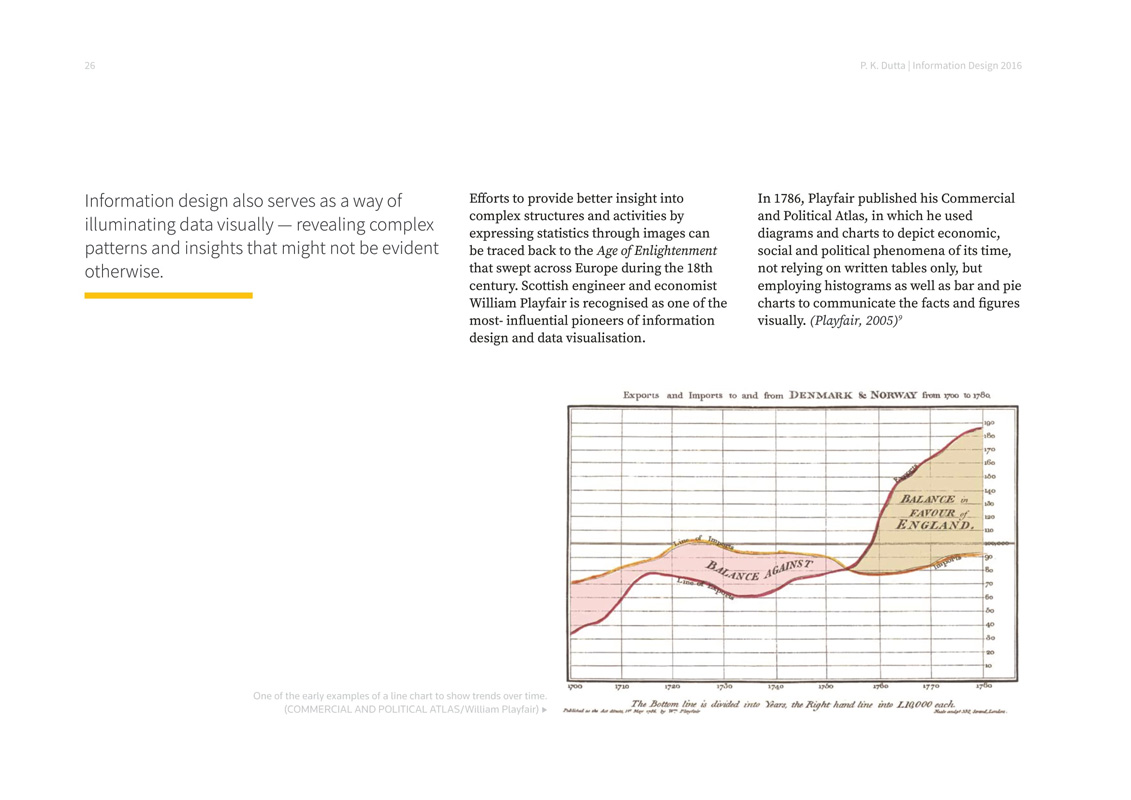 26
P. K. Dutta | Information Design 2016
Information design also serves as a way of
illuminating data visually — revealing complex
patterns and insights that might not be evident
otherwise.
Efforts to provide better insight into
complex structures and activities by
expressing statistics through images can
be traced back to the Age of Enlightenment
that swept across Europe during the 18th
century. Scottish engineer and economist
William Playfair is recognised as one of the
most- influential pioneers of information
design and data visualisation.
In 1786, Playfair published his Commercial
and Political Atlas, in which he used
diagrams and charts to depict economic,
social and political phenomena of its time,
not relying on written tables only, but
employing histograms as well as bar and pie
charts to communicate the facts and figures
visually. (Playfair, 2005)9
Exports and Imports to and from DENMARK & NORWAY from 1700 to 1780.
190
180
170
160
150
140
130
120
110
100,000
90
80
70
60
50
40
30
20
10
Exports
BALANCE in
FAVOUR of
ENGLAND.
Line of Imports
BALANCE AGAINST
Imports
Line of Exports
1700 1710 1720 1730 1740 1750 1760 1770 1780
The Bottom line is divided into Years, the Right hand line into L10,000 each.
Published as the Act directs, 1st May 1786. by Wm Playfair
One of the early examples of a line chart to show trends over time.
(COMMERCIAL AND POLITICAL ATLAS/William Playfair)